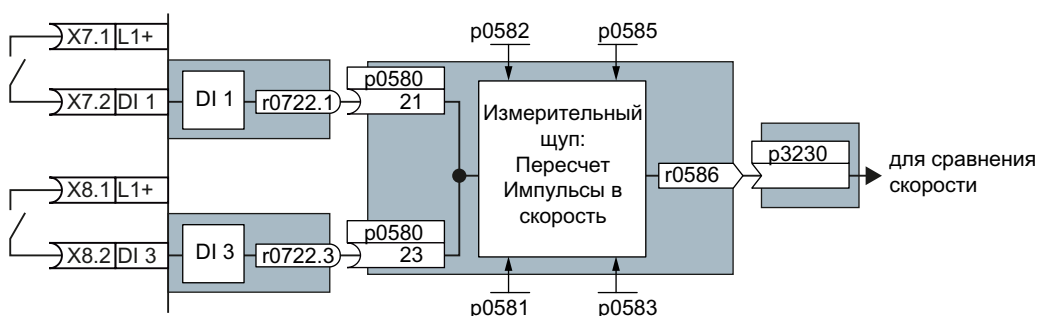 p0582
p0585
X7.1 L1+
p0580
X7.2 DI 1
DI 1
r0722.1
21
Измерительный
щуп:
Пересчет
Импульсы в
скорость
p3230
r0586
для сравнения
скорости
X8.1 L1+
p0580
X8.2 DI 3
DI 3
r0722.3
23
p0581
p0583